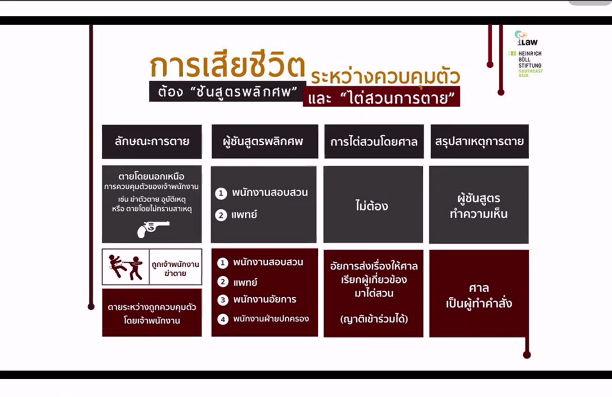 iLAW
HEINRICH
BÖLL
STIFTUNG
SOUTHEAST
ASIA
การเสียชีวิต ระหว่างควบคุมตัว
ต้อง “ชันสูตรพลิกศพ” และ “ไต่สวนการตาย”
ลักษณะการตาย
ผู้ชันสูตรพลิกศพ
การไต่สวนโดยศาล
สรุปสาเหตุการตาย
ตายโดยนอกเหนือ
การควบคุมตัวของเจ้าพนักงาน
เช่น ฆ่าตัวตาย อุบัติเหตุ
หรือ ตายโดยไม่ทราบสาเหตุ
1 พนักงานสอบสวน
2 แพทย์
ไม่ต้อง
ผู้ชันสูตร
ทำความเห็น
ถูกเจ้าพนักงาน
ฆ่าตาย
ตายระหว่างถูกควบคุมตัว
โดยเจ้าพนักงาน
1 พนักงานสอบสวน
2 แพทย์
3 พนักงานอัยการ
4 พนักงานฝ่ายปกครอง
อัยการส่งเรื่องให้ศาล
เรียกผู้เกี่ยวข้อง
มาไต่สวน
(ญาติเข้าร่วมได้)
ศาล
เป็นผู้ทำคำสั่ง